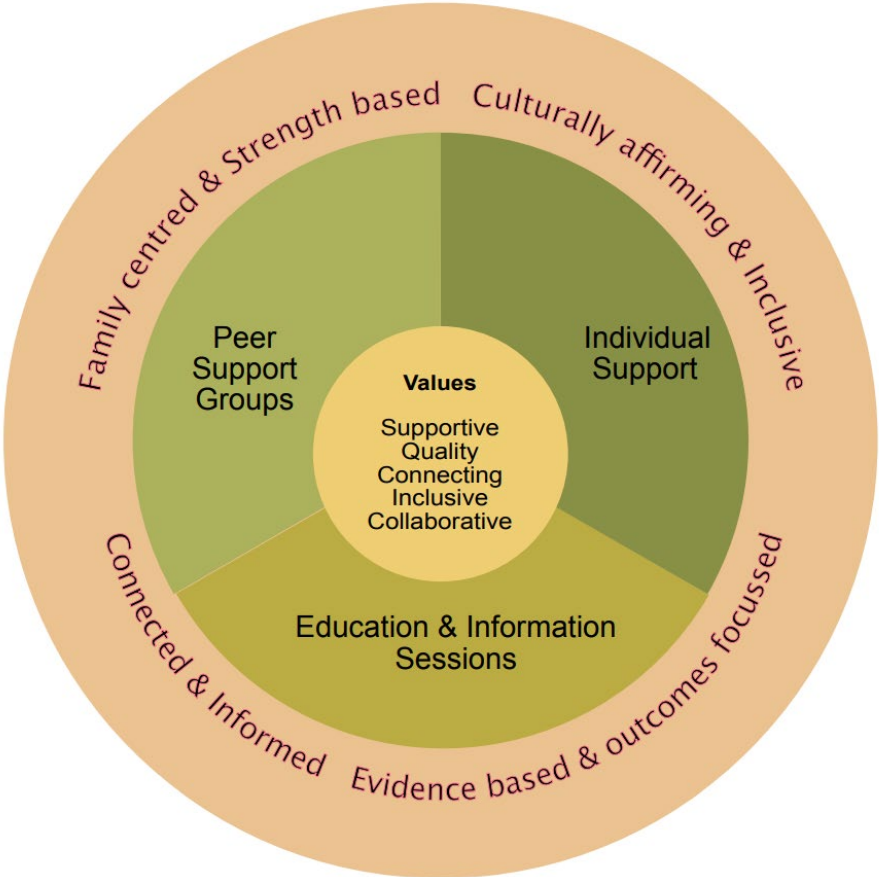 Family centred & Strength based
Culturally affirming & Inclusive
Peer
Support
Groups
Individual
Support
Values
Supportive
Quality
Connecting
Inclusive
Collaborative
Education & Information
Sessions
Connected & Informed
Evidence based & outcomes focussed